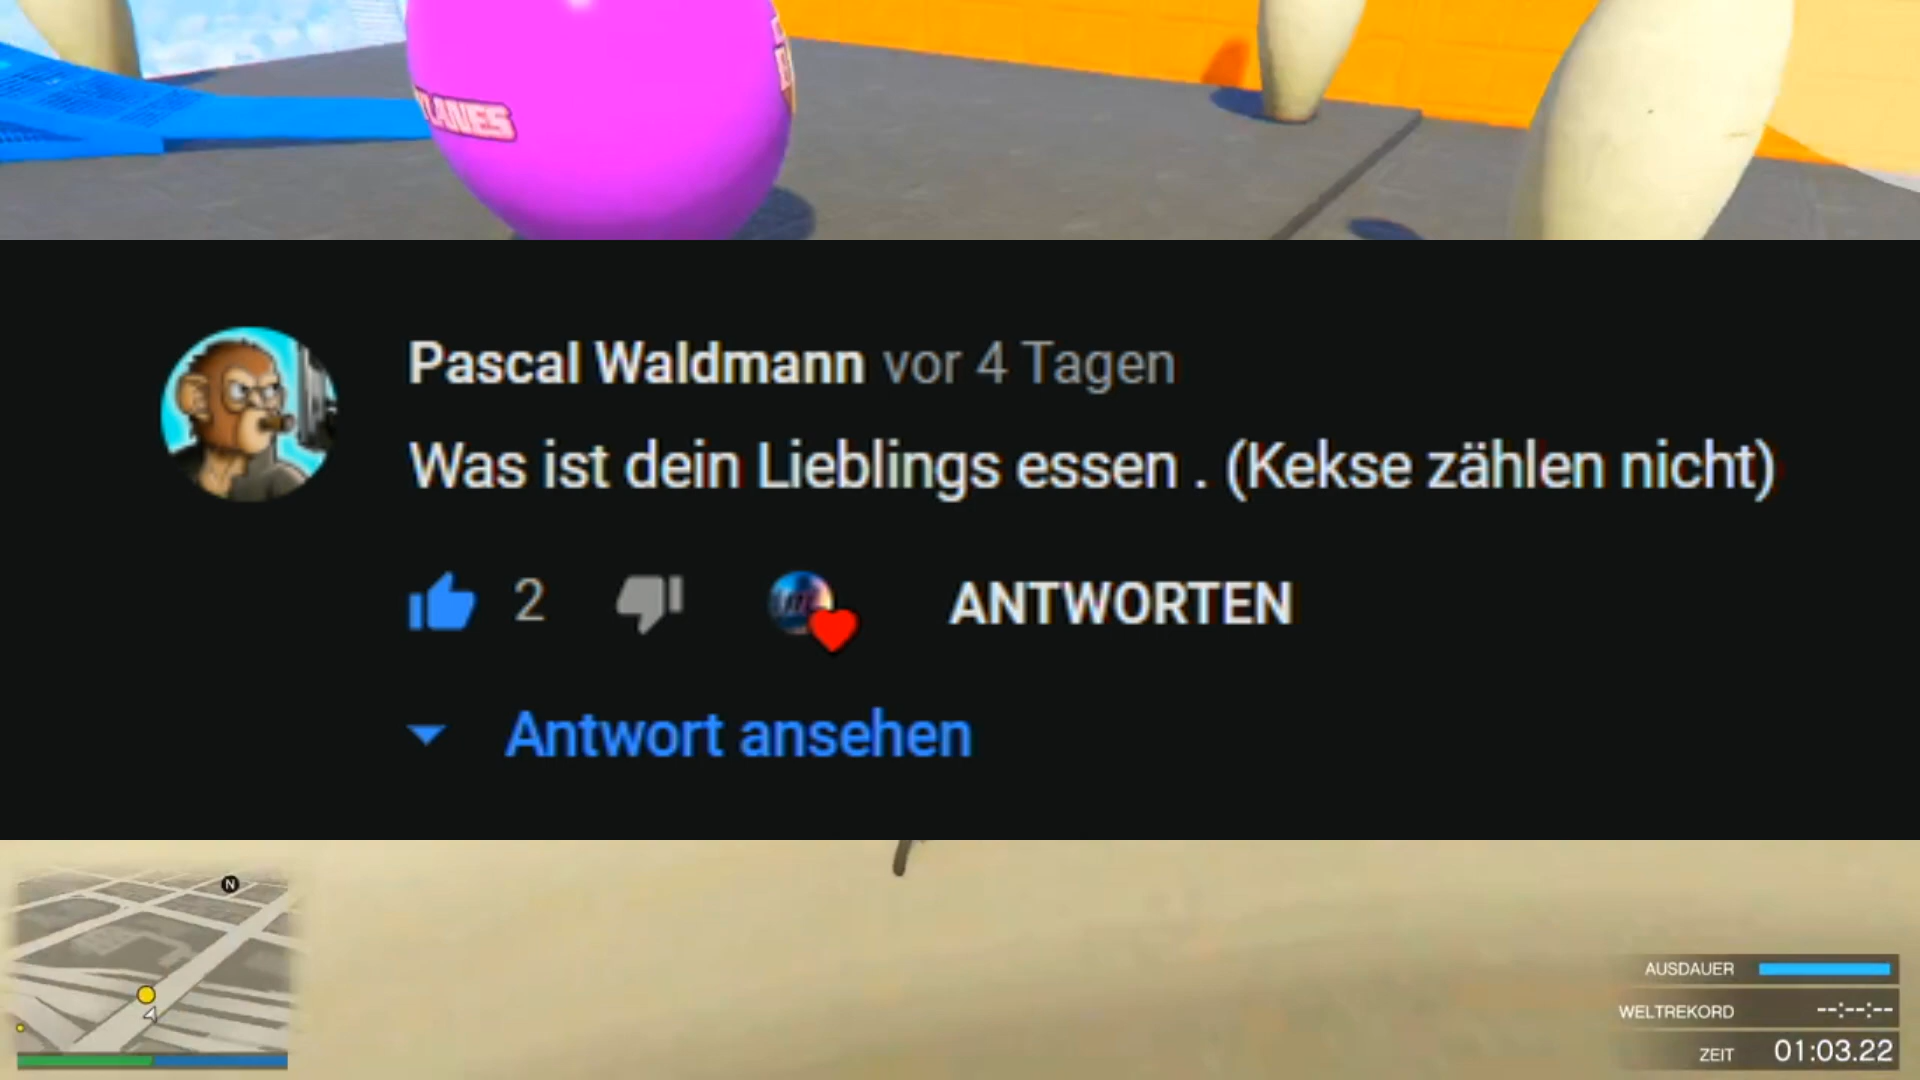 LANES
Pascal Waldmann vor 4 Tagen
Was ist dein Lieblings essen . (Kekse zählen nicht)
2 ANTWORTEN
Antwort ansehen
N
AUSDAUER
WELTREKORD --:--:--
ZEIT 01:03.22